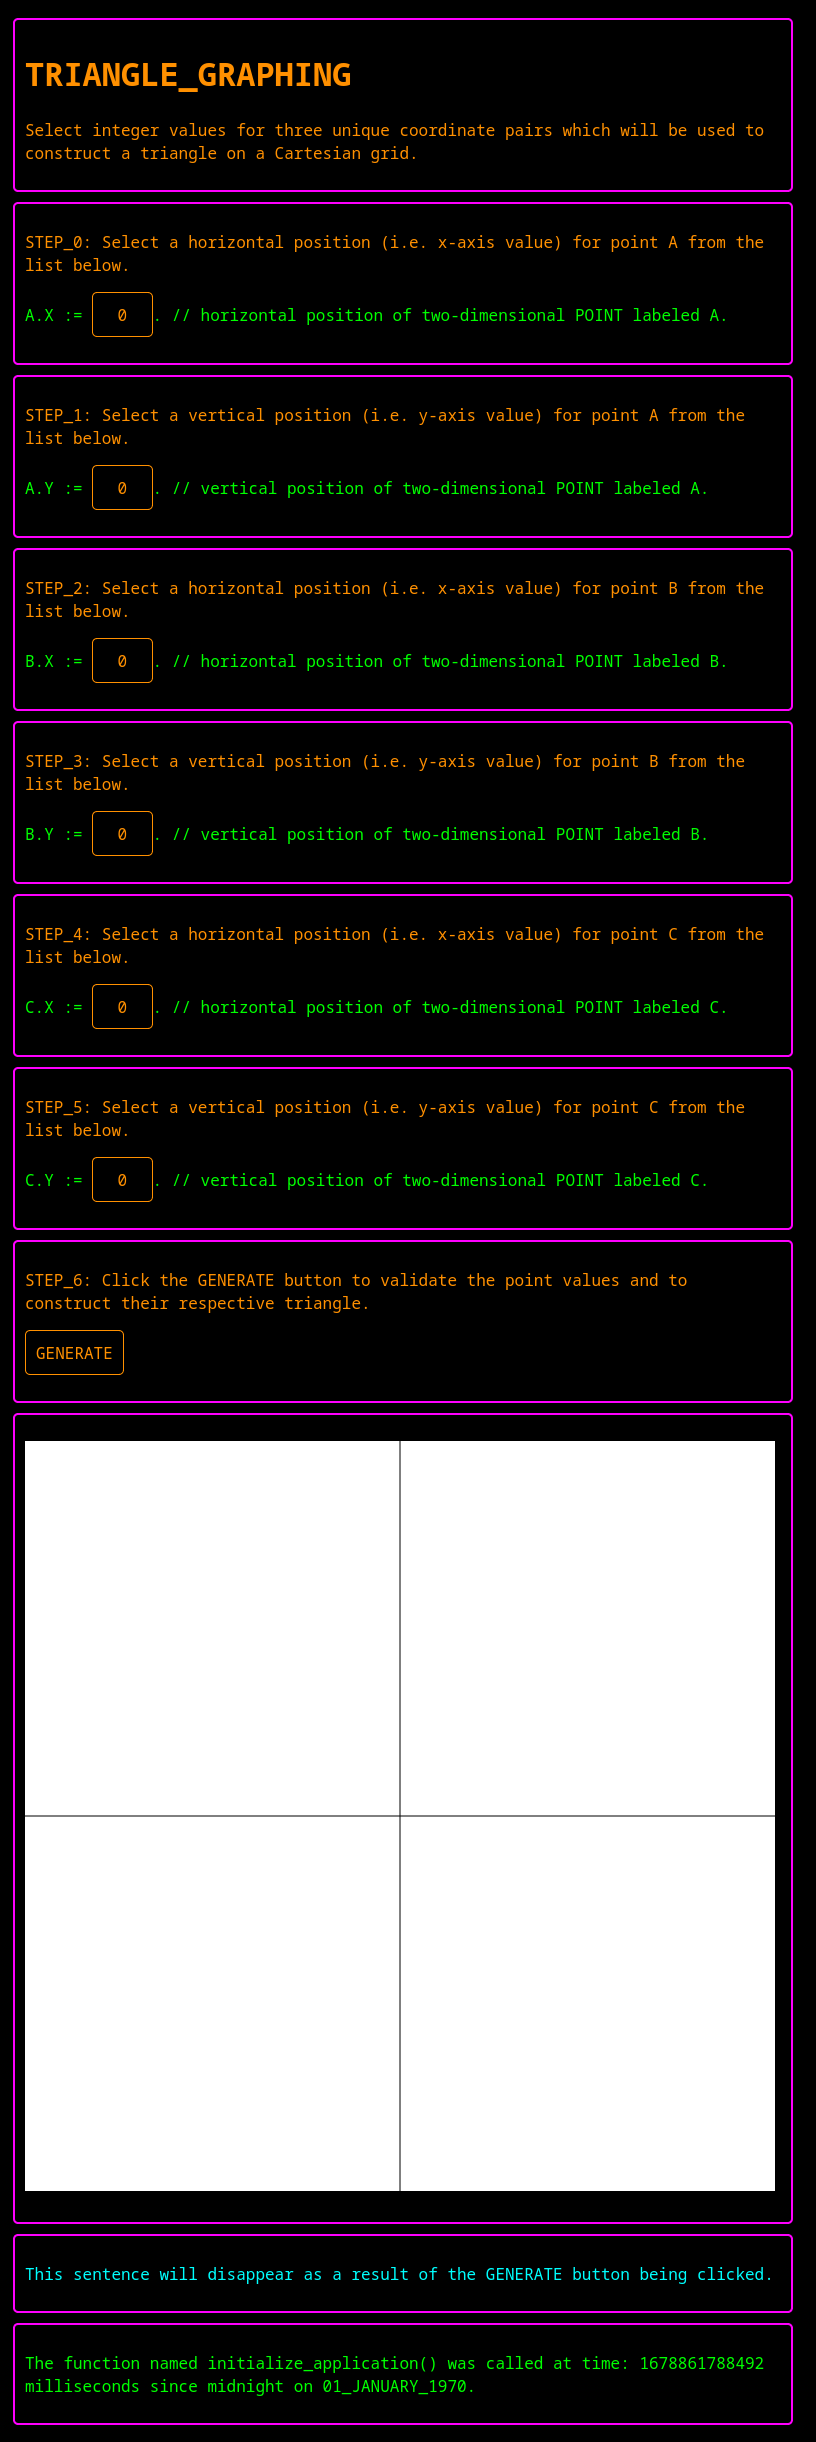 TRIANGLE_GRAPHING
Select integer values for three unique coordinate pairs which will be used to
construct a triangle on a Cartesian grid.
STEP_0: Select a horizontal position (i.e. x-axis value) for point A from the
list below.
A.X := 0. // horizontal position of two-dimensional POINT labeled A.
STEP_1: Select a vertical position (i.e. y-axis value) for point A from the
list below.
A.Y := 0. // vertical position of two-dimensional POINT labeled A.
STEP_2: Select a horizontal position (i.e. x-axis value) for point B from the
list below.
B.X := 0. // horizontal position of two-dimensional POINT labeled B.
STEP_3: Select a vertical position (i.e. y-axis value) for point B from the
list below.
B.Y := 0. // vertical position of two-dimensional POINT labeled B.
STEP_4: Select a horizontal position (i.e. x-axis value) for point C from the
list below.
C.X := 0. // horizontal position of two-dimensional POINT labeled C.
STEP_5: Select a vertical position (i.e. y-axis value) for point C from the
list below.
C.Y := 0. // vertical position of two-dimensional POINT labeled C.
STEP_6: Click the GENERATE button to validate the point values and to
construct their respective triangle.
GENERATE
This sentence will disappear as a result of the GENERATE button being clicked.
The function named initialize_application() was called at time: 1678861788492
milliseconds since midnight on 01_JANUARY_1970.